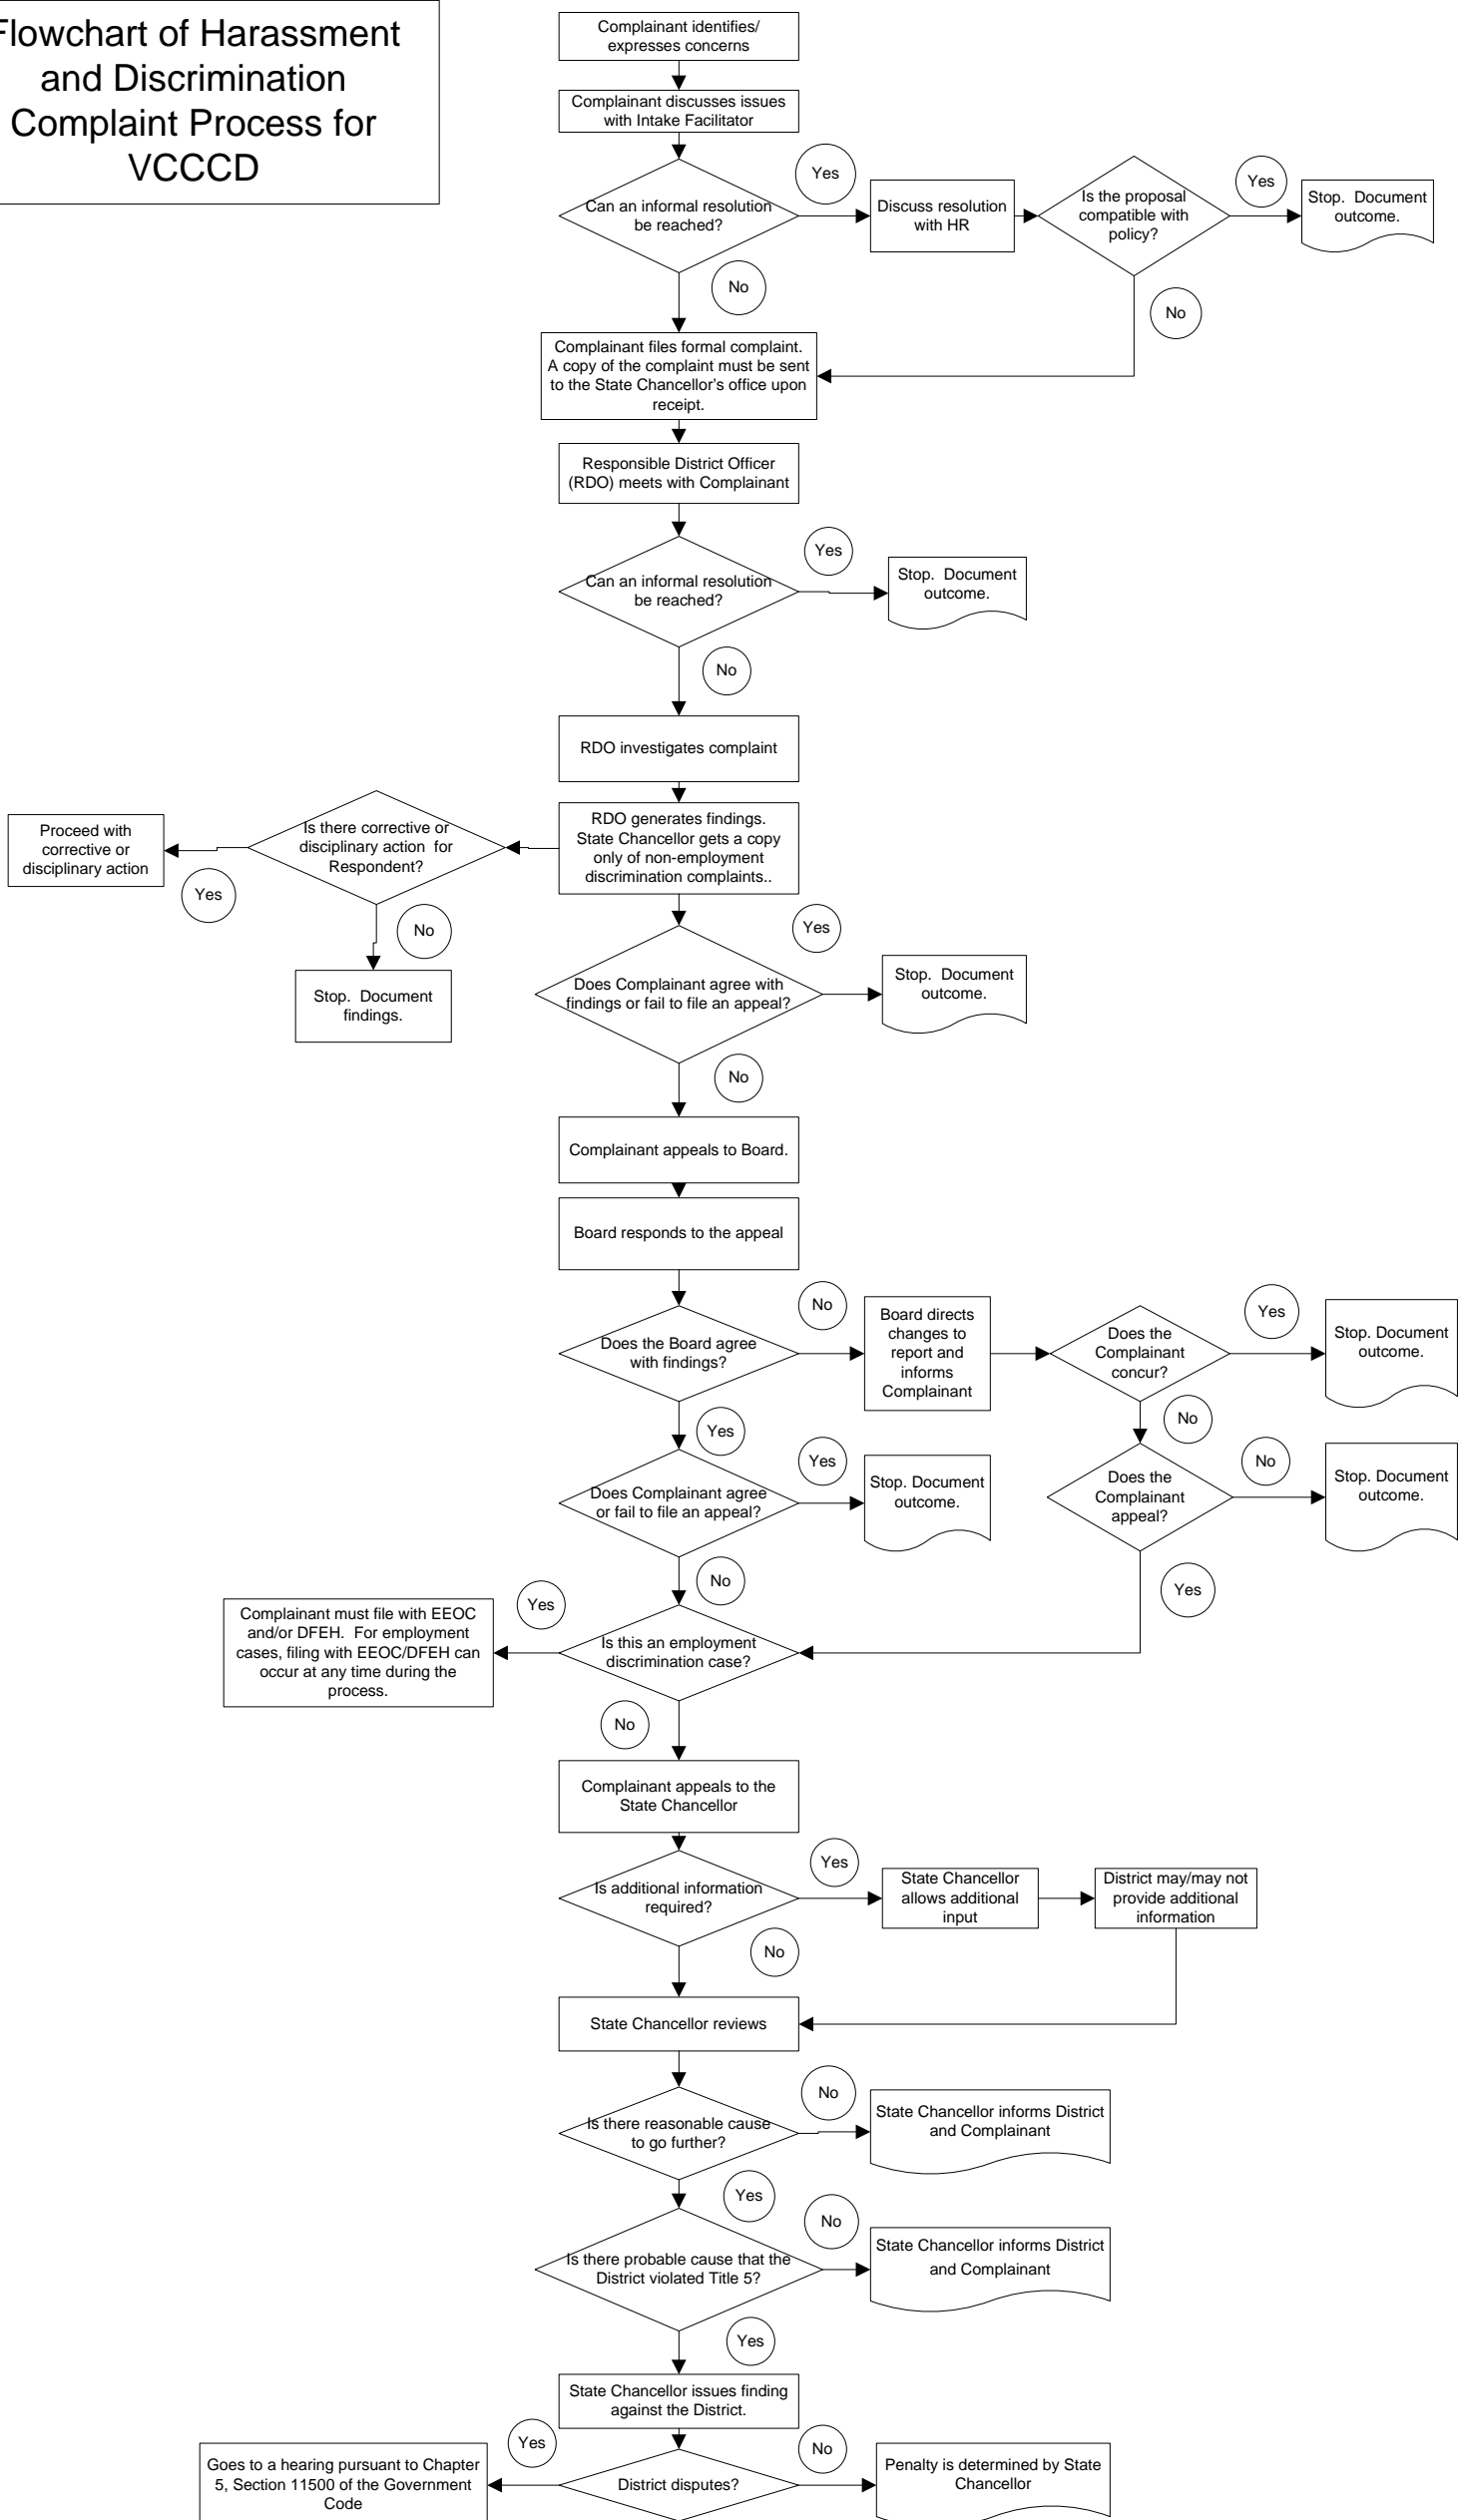 Flowchart of Harassment
and Discrimination
Complaint Process for
VCCCD
Complainant identifies/
expresses concerns
Complainant discusses issues
with Intake Facilitator
Can an informal resolution
be reached?
Yes
Discuss resolution
with HR
Is the proposal
compatible with
policy?
Yes
Stop.  Document
outcome.
No
No
Complainant files formal complaint.
A copy of the complaint must be sent
to the State Chancellor's office upon
receipt.
Responsible District Officer
(RDO) meets with Complainant
Can an informal resolution
be reached?
Yes
Stop.  Document
outcome.
No
RDO investigates complaint
RDO generates findings.
State Chancellor gets a copy
only of non-employment
discrimination complaints..
Is there corrective or
disciplinary action  for
Respondent?
Proceed with
corrective or
disciplinary action
Yes
No
Stop.  Document
findings.
Does Complainant agree with
findings or fail to file an appeal?
Yes
Stop.  Document
outcome.
No
Complainant appeals to Board.
Board responds to the appeal
Does the Board agree
with findings?
No
Board directs
changes to
report and
informs
Complainant
Does the
Complainant
concur?
Yes
Stop. Document
outcome.
Yes
No
Does Complainant agree
or fail to file an appeal?
Yes
Stop. Document
outcome.
Does the
Complainant
appeal?
No
Stop. Document
outcome.
No
Yes
Is this an employment
discrimination case?
Yes
Complainant must file with EEOC
and/or DFEH.  For employment
cases, filing with EEOC/DFEH can
occur at any time during the
process.
No
Complainant appeals to the
State Chancellor
Is additional information
required?
Yes
State Chancellor
allows additional
input
District may/may not
provide additional
information
No
State Chancellor reviews
Is there reasonable cause
to go further?
No
State Chancellor informs District
and Complainant
Yes
Is there probable cause that the
District violated Title 5?
No
State Chancellor informs District
and Complainant
Yes
State Chancellor issues finding
against the District.
District disputes?
Yes
Goes to a hearing pursuant to Chapter
5, Section 11500 of the Government
Code
No
Penalty is determined by State
Chancellor